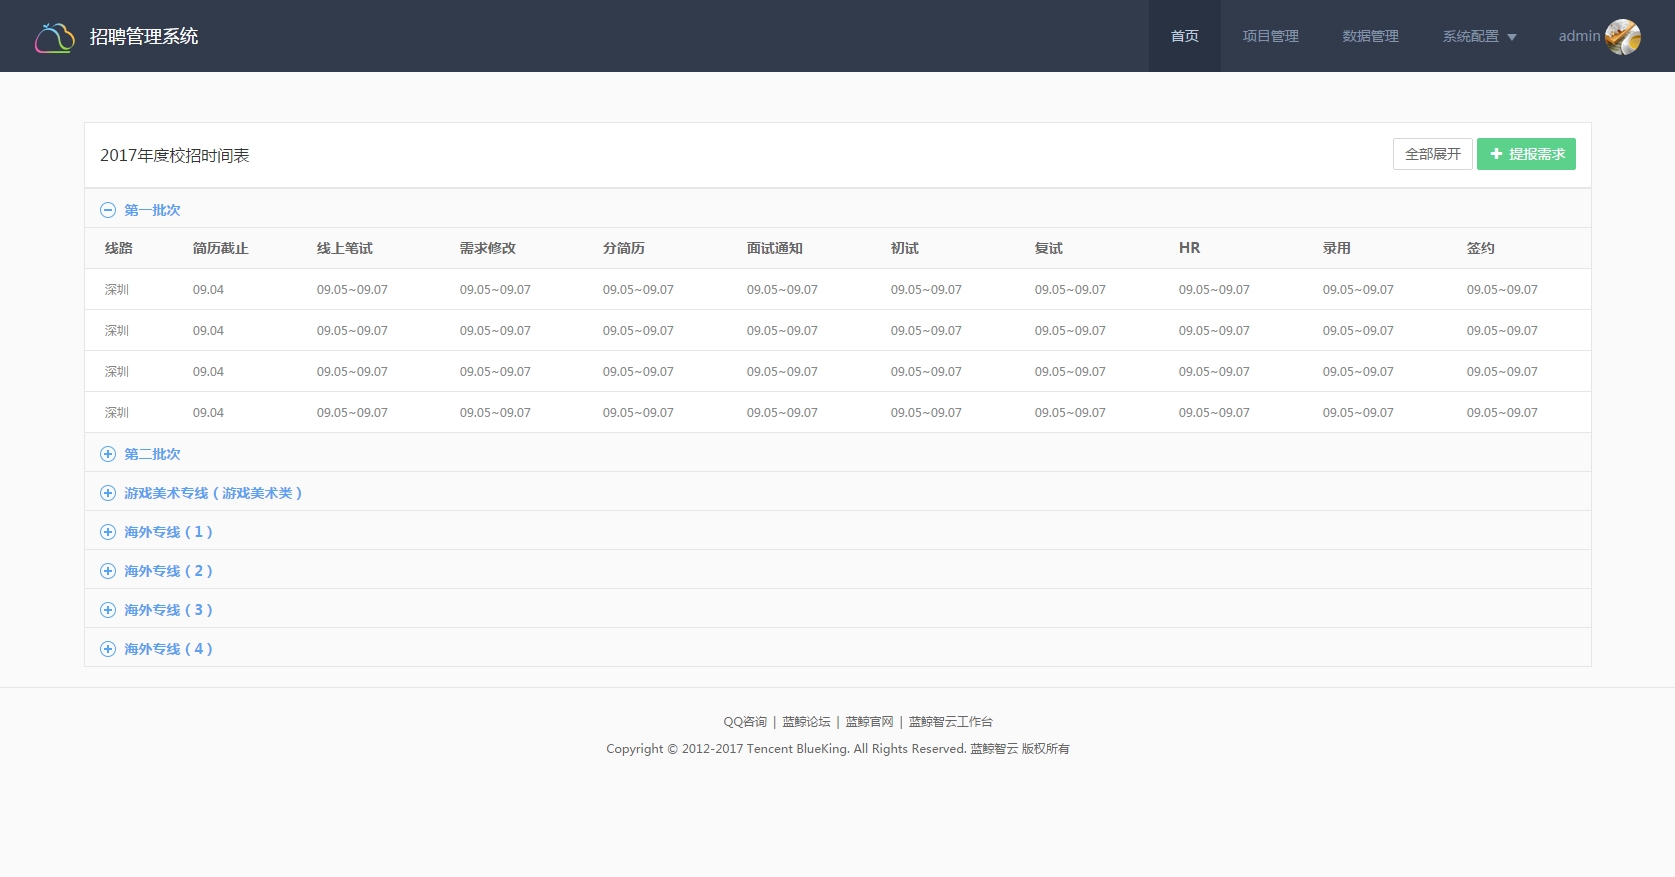 招聘管理系统 首页 项目管理 数据管理 系统配置 admin
2017年度校招时间表 全部展开 提报需求
第一批次
线路 简历截止 线上笔试 需求修改 分简历 面试通知 初试 复试 HR 录用 签约
深圳 09.04 09.05~09.07 09.05~09.07 09.05~09.07 09.05~09.07 09.05~09.07 09.05~09.07 09.05~09.07 09.05~09.07 09.05~09.07
深圳 09.04 09.05~09.07 09.05~09.07 09.05~09.07 09.05~09.07 09.05~09.07 09.05~09.07 09.05~09.07 09.05~09.07 09.05~09.07
深圳 09.04 09.05~09.07 09.05~09.07 09.05~09.07 09.05~09.07 09.05~09.07 09.05~09.07 09.05~09.07 09.05~09.07 09.05~09.07
深圳 09.04 09.05~09.07 09.05~09.07 09.05~09.07 09.05~09.07 09.05~09.07 09.05~09.07 09.05~09.07 09.05~09.07 09.05~09.07
第二批次
游戏美术专线（游戏美术类）
海外专线（1）
海外专线（2）
海外专线（3）
海外专线（4）
QQ咨询 | 蓝鲸论坛 | 蓝鲸官网 | 蓝鲸智云工作台
Copyright © 2012-2017 Tencent BlueKing. All Rights Reserved. 蓝鲸智云 版权所有